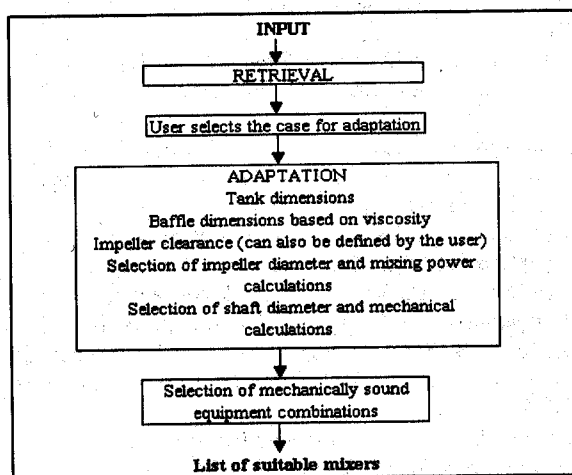 INPUT
RETRIEVAL
User selects the case for adaptation
ADAPTATION
Tank dimensions
Baffle dimensions based on viscosity
Impeller clearance (can also be defined by the user)
Selection of impeller diameter and mixing power
calculations
Selection of shaft diameter and mechanical
calculations
Selection of mechanically sound
equipment combinations
List of suitable mixers